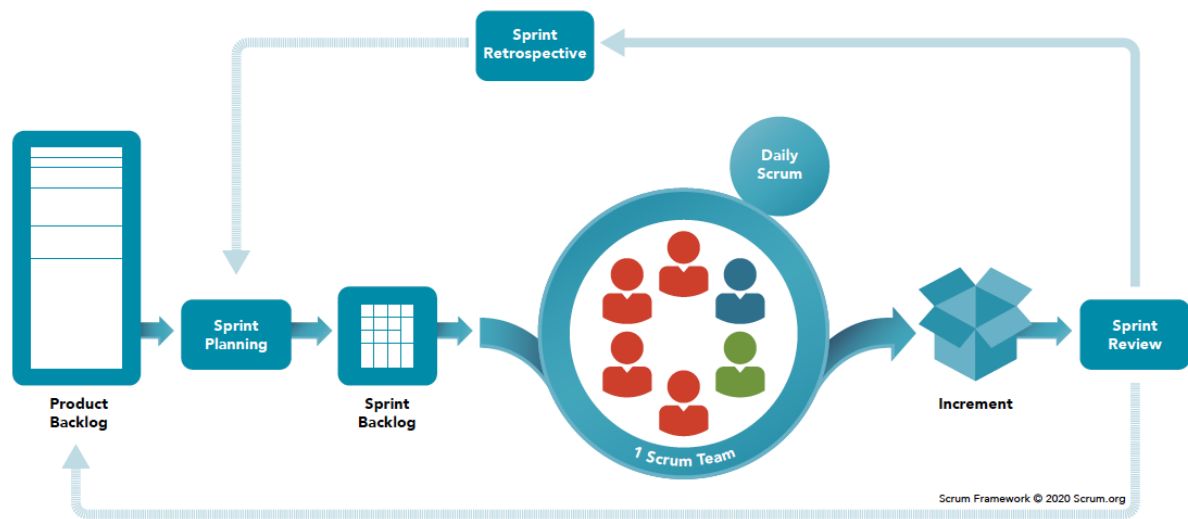 Sprint
Retrospective
Daily
Scrum
Sprint
Planning
Sprint
Review
Product
Backlog
Sprint
Backlog
Increment
1 Scrum Team
Scrum Framework © 2020 Scrum.org